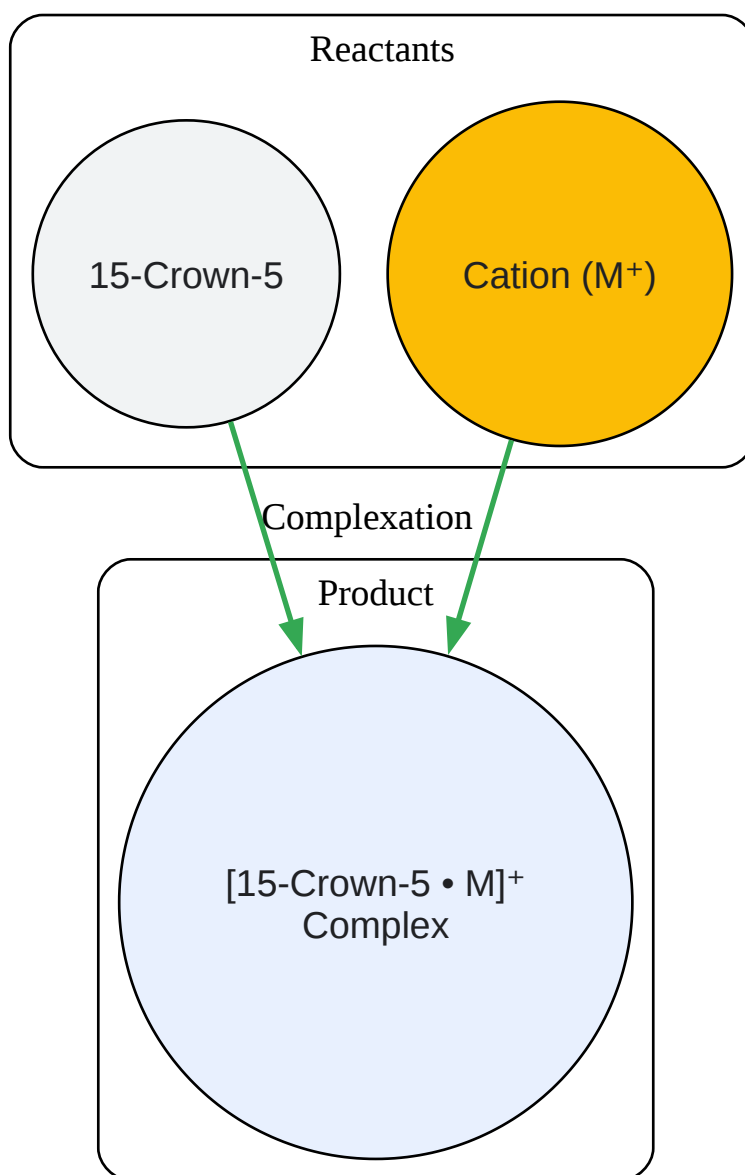 Reactants
15-Crown-5
Cation (M⁺)
Complexation
Product
[15-Crown-5 • M]⁺
Complex